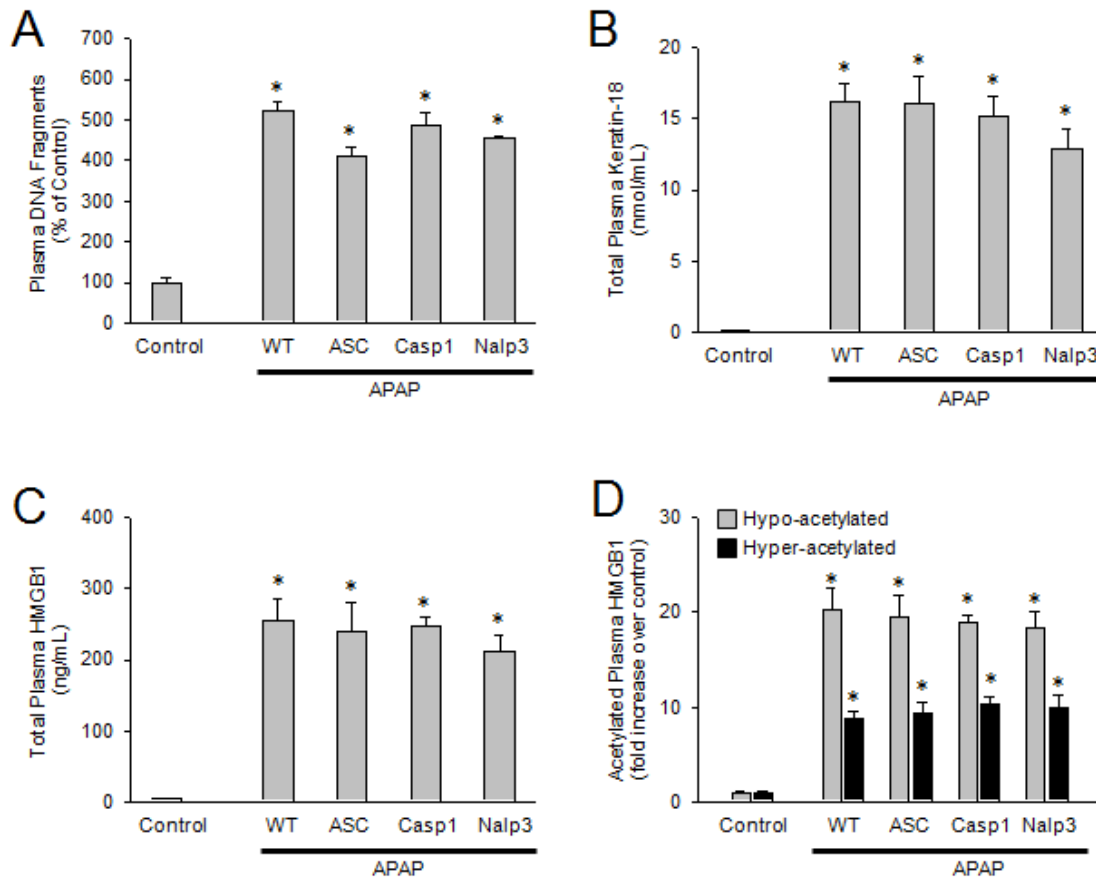 A
Plasma DNA Fragments
(% of Control)
700
600
500
400
300
200
100
0
*
*
*
*
Control
WT
ASC
Casp1
Nalp3
APAP
B
Total Plasma Keratin-18
(nmol/mL)
20
15
10
5
0
*
*
*
*
Control
WT
ASC
Casp1
Nalp3
APAP
C
Total Plasma HMGB1
(ng/mL)
400
300
200
100
0
*
*
*
*
Control
WT
ASC
Casp1
Nalp3
APAP
D
Acetylated Plasma HMGB1
(fold increase over control)
30
20
10
0
Hypo-acetylated
Hyper-acetylated
*
*
*
*
*
*
*
*
Control
WT
ASC
Casp1
Nalp3
APAP